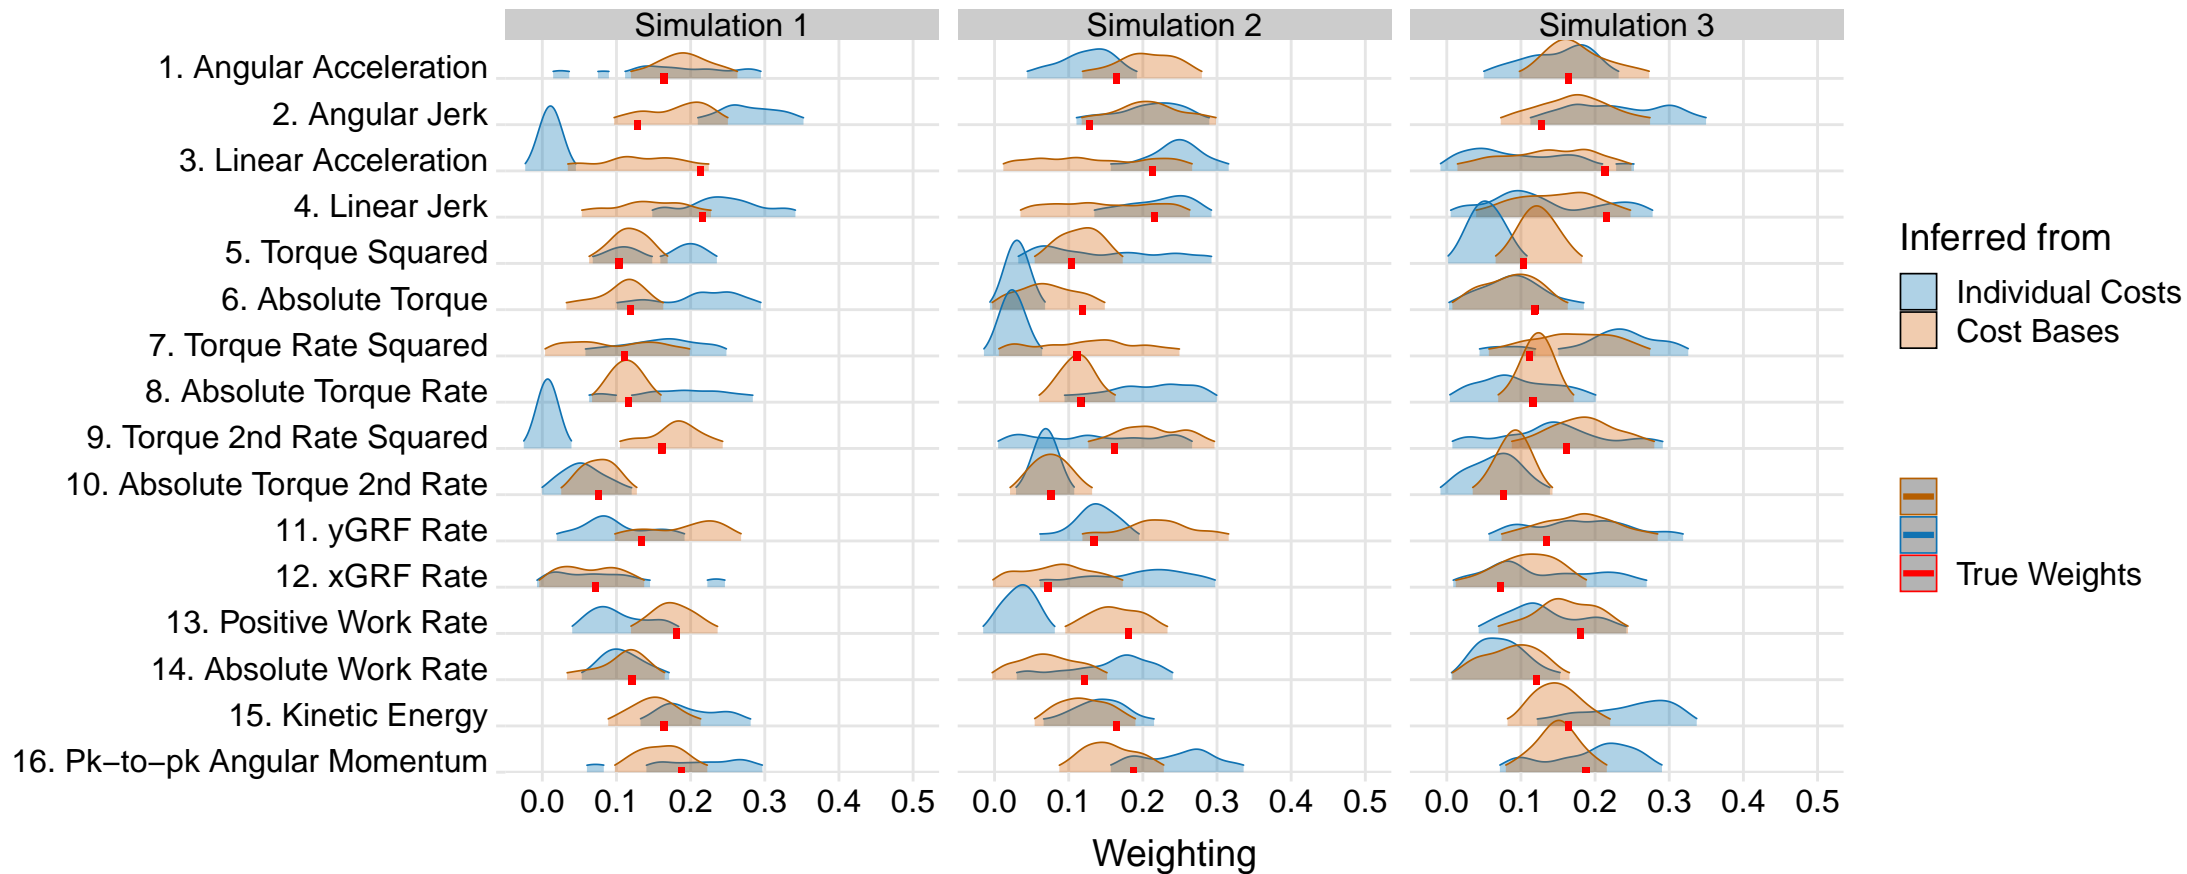 Simulation 1 Simulation 2 Simulation 3
1. Angular Acceleration
2. Angular Jerk
3. Linear Acceleration
4. Linear Jerk
5. Torque Squared
6. Absolute Torque
7. Torque Rate Squared
8. Absolute Torque Rate
9. Torque 2nd Rate Squared
10. Absolute Torque 2nd Rate
11. yGRF Rate
12. xGRF Rate
13. Positive Work Rate
14. Absolute Work Rate
15. Kinetic Energy
16. Pk−to−pk Angular Momentum
0.0 0.1 0.2 0.3 0.4 0.5 0.0 0.1 0.2 0.3 0.4 0.5 0.0 0.1 0.2 0.3 0.4 0.5
Weighting
Inferred from
Individual Costs
Cost Bases
True Weights